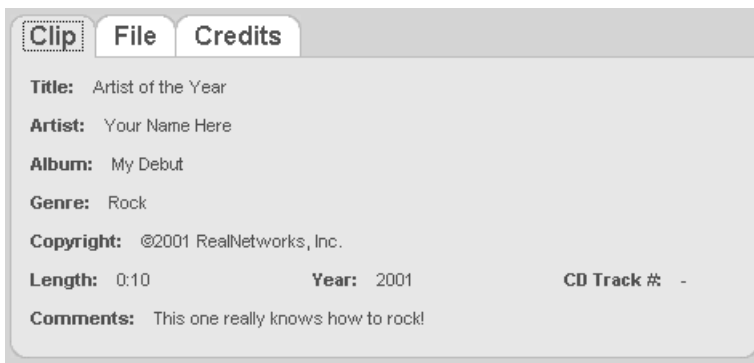 Clip File Credits
Title: Artist of the Year
Artist: Your Name Here
Album: My Debut
Genre: Rock
Copyright: ©2001 RealNetworks, Inc.
Length: 0:10 Year: 2001 CD Track #: -
Comments: This one really knows how to rock!